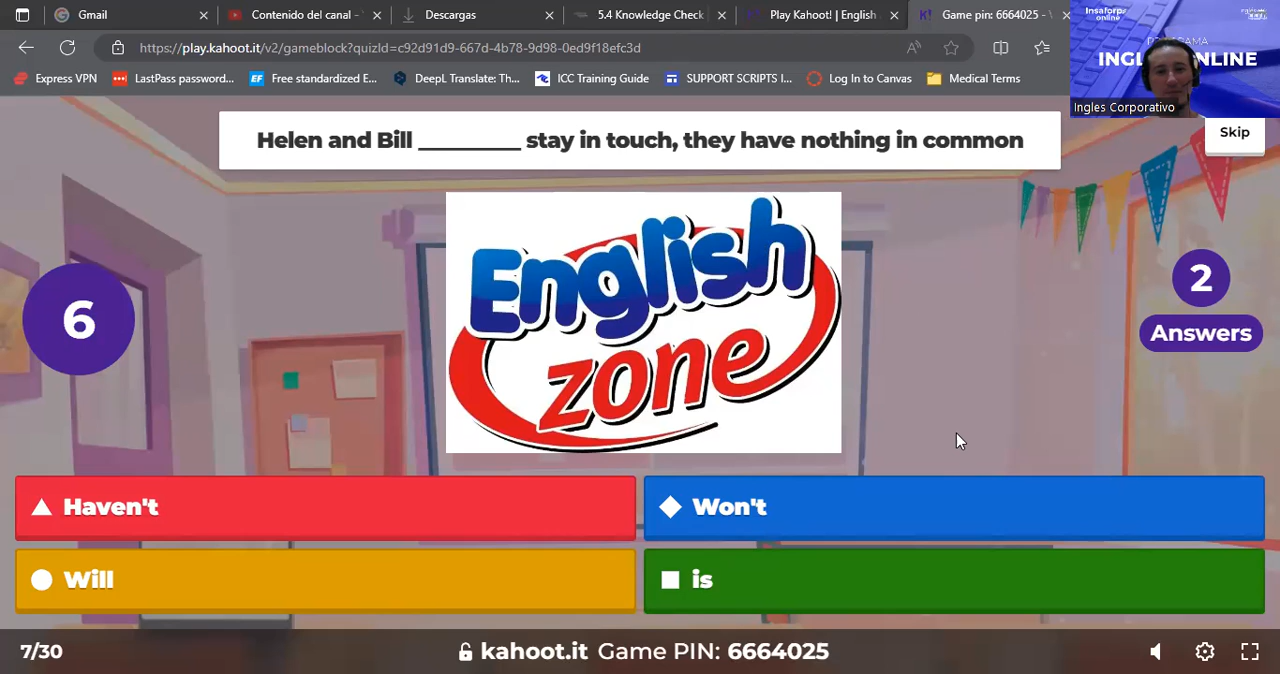 Gmail
Contenido del canal -
Descargas
5.4 Knowledge Check
Play Kahoot! | English
Game pin: 6664025 -
https://play.kahoot.it/v2/gameblock?quizId=c92d91d9-667d-4b78-9d98-0ed9f18efc3d
Express VPN
LastPass password...
EF
Free standardized E...
DeepL Translate: Th...
ICC Training Guide
SUPPORT SCRIPTS I...
Log In to Canvas
Medical Terms
Insaforp
online
Ingles Corporativo
Skip
Helen and Bill ________ stay in touch, they have nothing in common
English
zone
6
2
Answers
Haven't
Won't
Will
is
7/30
kahoot.it Game PIN: 6664025